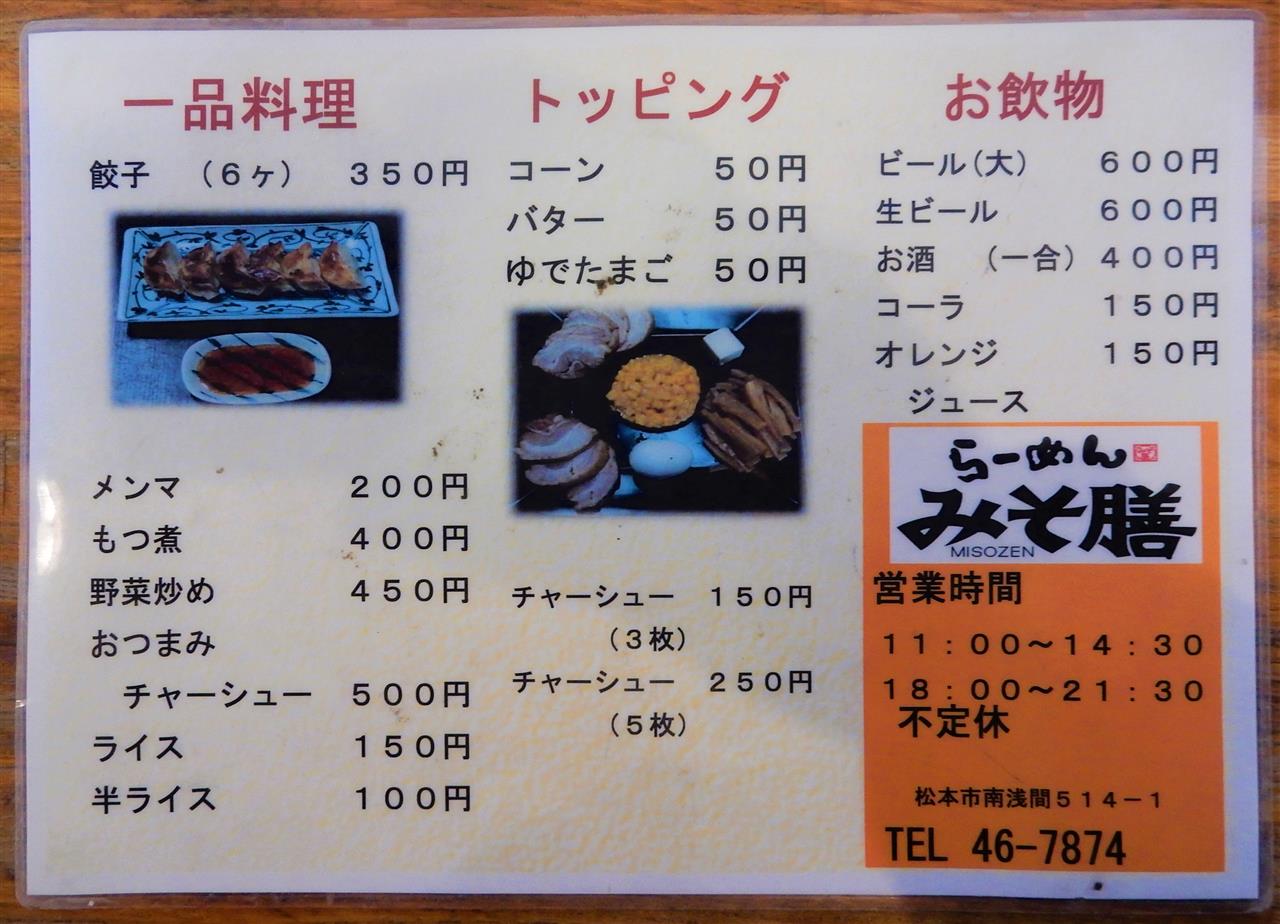 一品料理
餃子 （６ヶ） ３５０円
メンマ ２００円
もつ煮 ４００円
野菜炒め ４５０円
おつまみ
チャーシュー ５００円
ライス １５０円
半ライス １００円
トッピング
コーン ５０円
バター ５０円
ゆでたまご ５０円
チャーシュー １５０円
（３枚）
チャーシュー ２５０円
（５枚）
お飲物
ビール（大） ６００円
生ビール ６００円
お酒 （一合） ４００円
コーラ １５０円
オレンジ １５０円
ジュース
らーめん
みそ膳
MISOZEN
営業時間
１１：００～１４：３０
１８：００～２１：３０
不定休
松本市南浅間５１４－１
TEL 46-7874